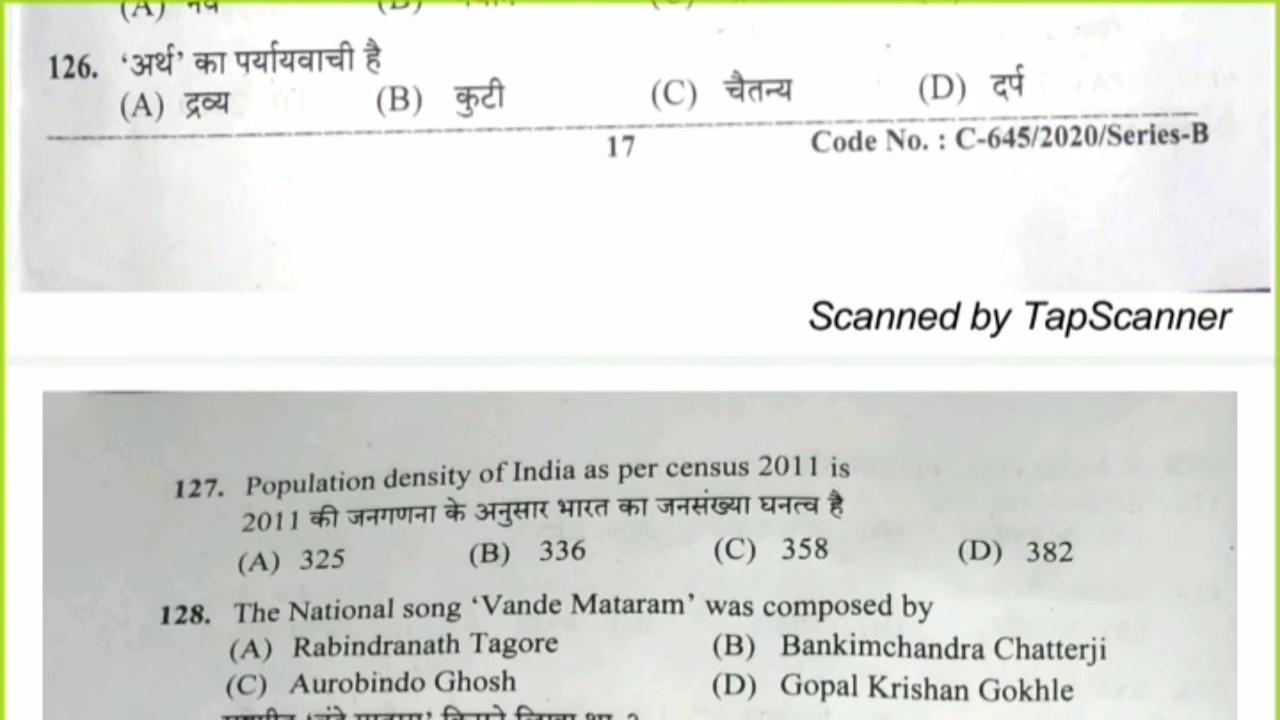 126. ‘अर्थ’ का पर्यायवाची है
(A) द्रव्य (B) कुटी (C) चैतन्य (D) दर्प
17 Code No. : C-645/2020/Series-B
Scanned by TapScanner
127. Population density of India as per census 2011 is
2011 की जनगणना के अनुसार भारत का जनसंख्या घनत्व है
(A) 325 (B) 336 (C) 358 (D) 382
128. The National song ‘Vande Mataram’ was composed by
(A) Rabindranath Tagore (B) Bankimchandra Chatterji
(C) Aurobindo Ghosh (D) Gopal Krishan Gokhle